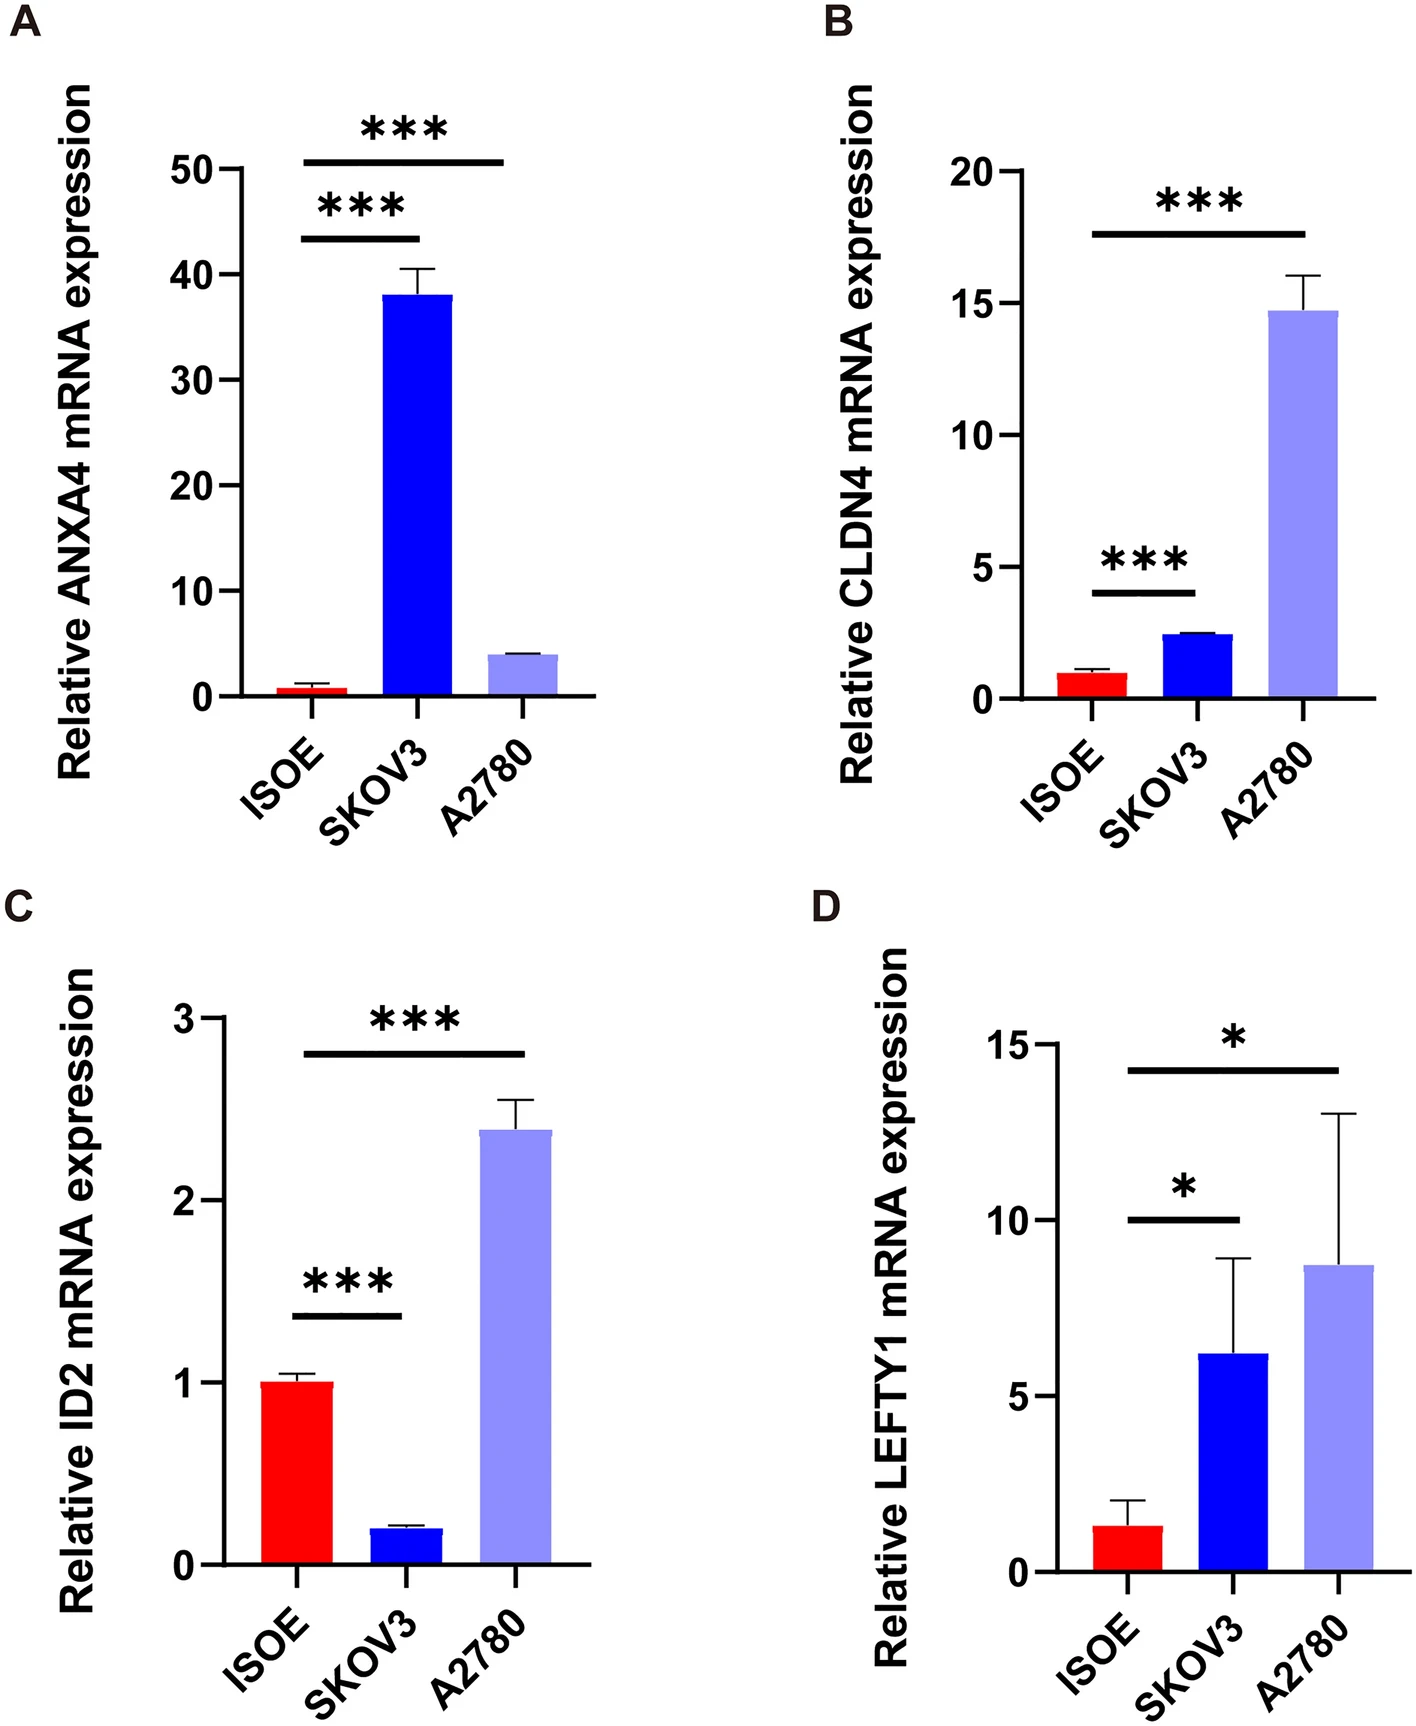 A
Relative ANXA4 mRNA expression
***
***
50
40
30
20
10
0
ISOE
SKOV3
A2780
B
Relative CLDN4 mRNA expression
***
***
20
15
10
5
0
ISOE
SKOV3
A2780
C
Relative ID2 mRNA expression
***
***
3
2
1
0
ISOE
SKOV3
A2780
D
Relative LEFTY1 mRNA expression
*
*
15
10
5
0
ISOE
SKOV3
A2780